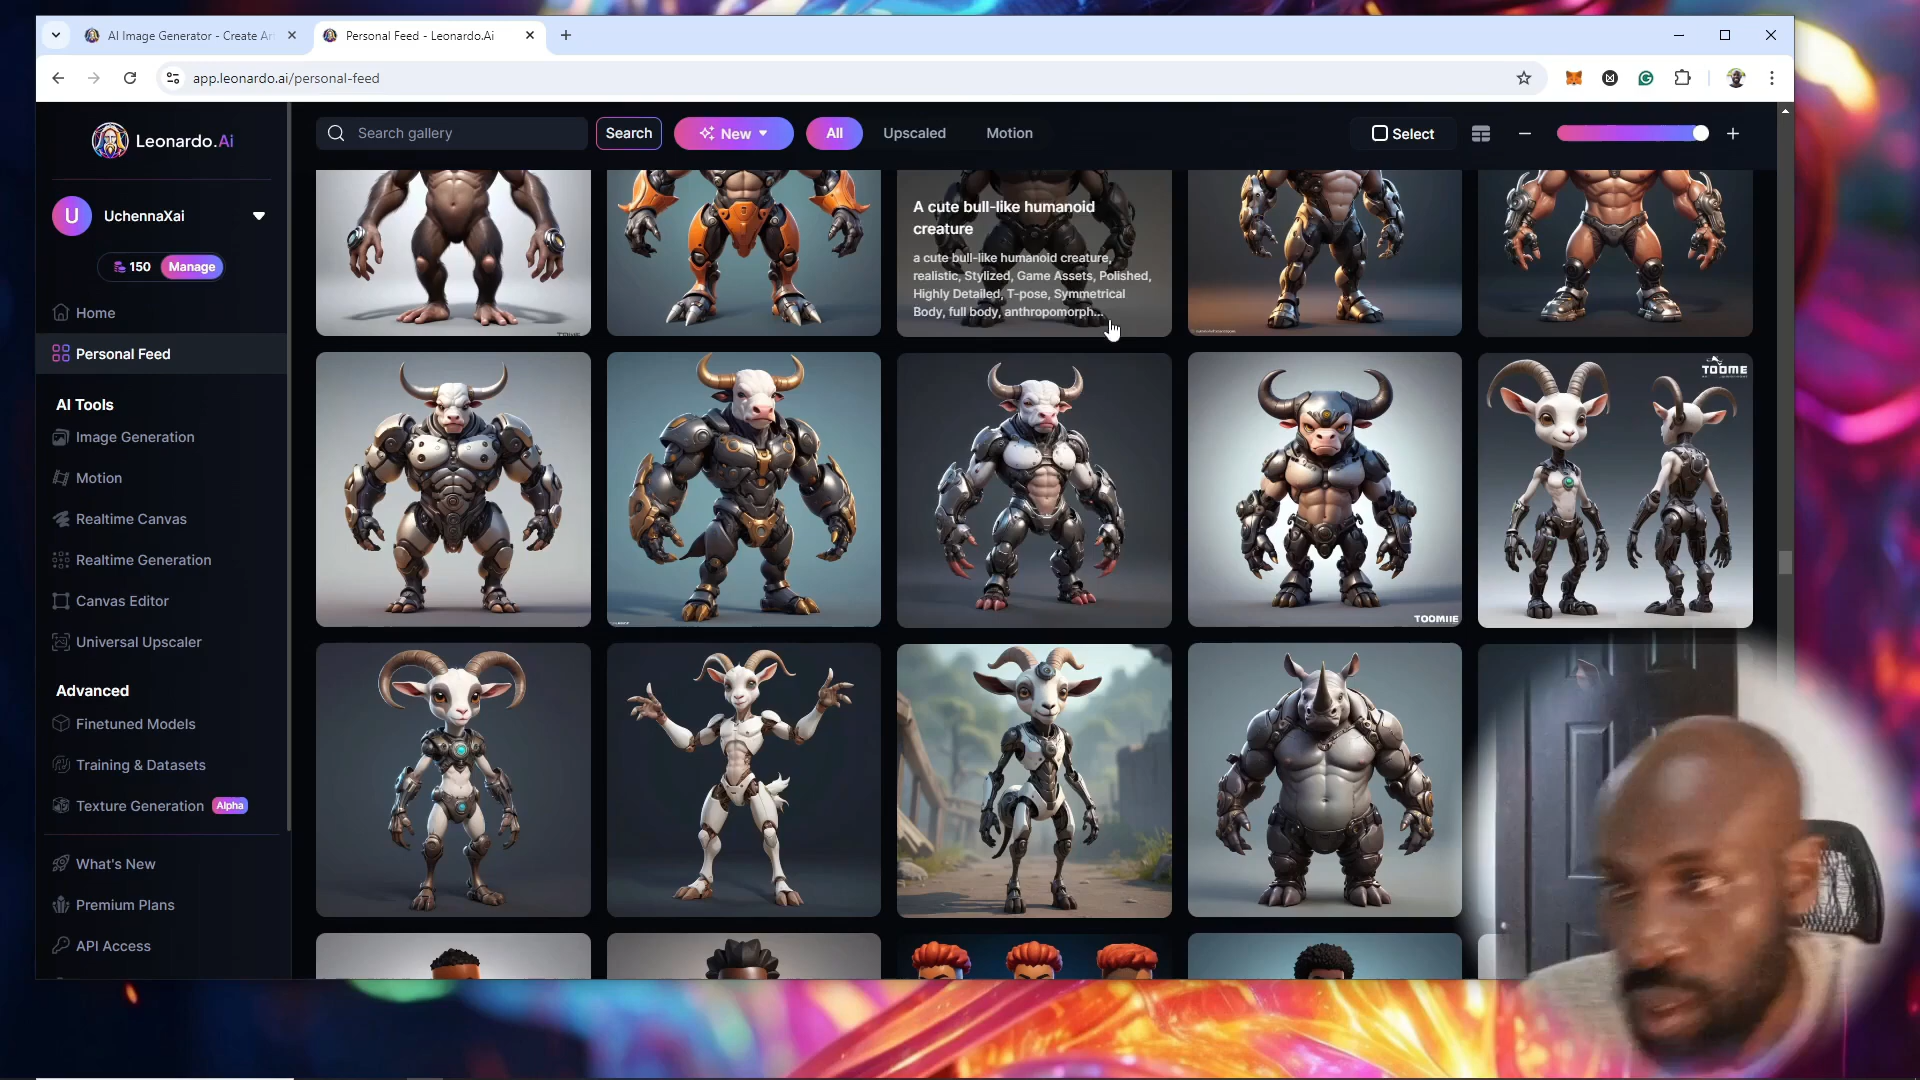 AI Image Generator - Create Ar
Personal Feed - Leonardo.Ai
app.leonardo.ai/personal-feed
Leonardo.Ai
Search gallery
Search
New
All
Upscaled
Motion
Select
U
UchennaXai
150
Manage
Home
Personal Feed
AI Tools
Image Generation
Motion
Realtime Canvas
Realtime Generation
Canvas Editor
Universal Upscaler
Advanced
Finetuned Models
Training & Datasets
Texture Generation
Alpha
What's New
Premium Plans
API Access
A cute bull-like humanoid
creature
a cute bull-like humanoid creature,
realistic, Stylized, Game Assets, Polished,
Highly Detailed, T-pose, Symmetrical
Body, full body, anthropomorph...
TOOME
TOOMIIE